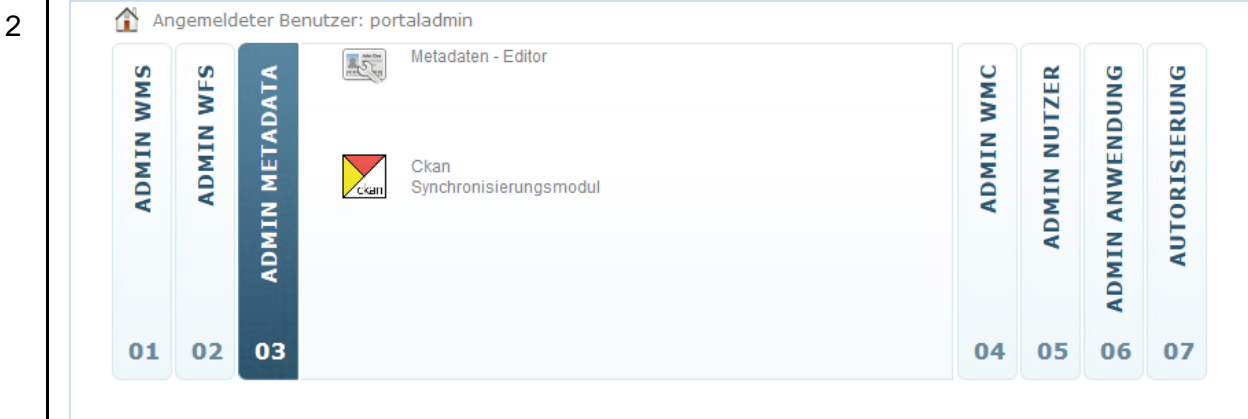 2
Angemeldeter Benutzer: portaladmin
ADMIN WMS
01
ADMIN WFS
02
ADMIN METADATA
03
Metadaten - Editor
ckan
Ckan
Synchronisierungsmodul
ADMIN WMC
04
ADMIN NUTZER
05
ADMIN ANWENDUNG
06
AUTORISIERUNG
07